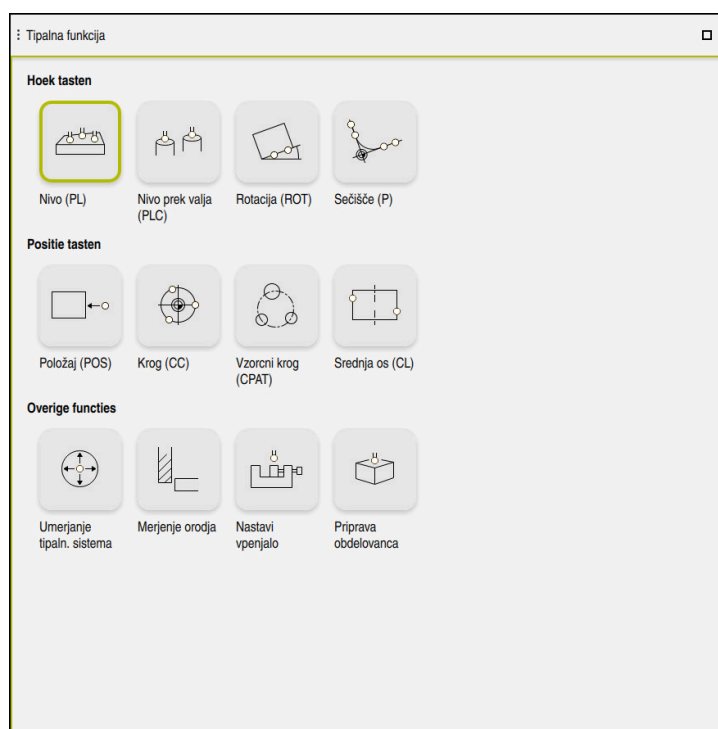 Tipalna funkcija
Hoek tasten
Nivo (PL)
Nivo prek valja
(PLC)
Rotacija (ROT)
Sečišče (P)
Positie tasten
Položaj (POS)
Krog (CC)
Vzorcni krog
(CPAT)
Srednja os (CL)
Overige functies
Umerjanje
tipaln. sistema
Merjenje orodja
Nastavi
vpenjalo
Priprava
obdelovanca